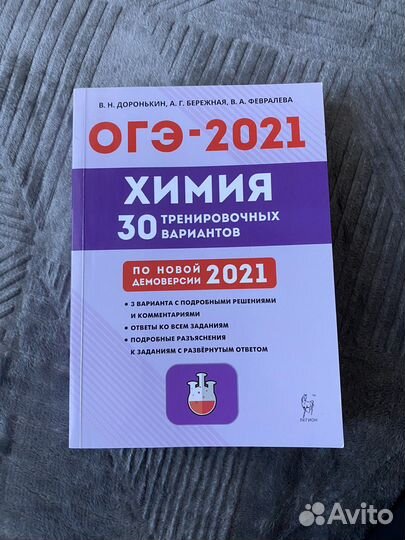 В. Н. ДОРОНЬКИН, А. Г. БЕРЕЖНАЯ, В. А. ФЕВРАЛЕВА
ОГЭ-2021
ХИМИЯ
30 ТРЕНИРОВОЧНЫХ
ВАРИАНТОВ
ПО НОВОЙ
ДЕМОВЕРСИИ 2021
• 3 ВАРИАНТА С ПОДРОБНЫМИ РЕШЕНИЯМИ
И КОММЕНТАРИЯМИ
• ОТВЕТЫ КО ВСЕМ ЗАДАНИЯМ
• ПОДРОБНЫЕ РАЗЪЯСНЕНИЯ
К ЗАДАНИЯМ С РАЗВЁРНУТЫМ ОТВЕТОМ
ЛЕГИОН
Avito